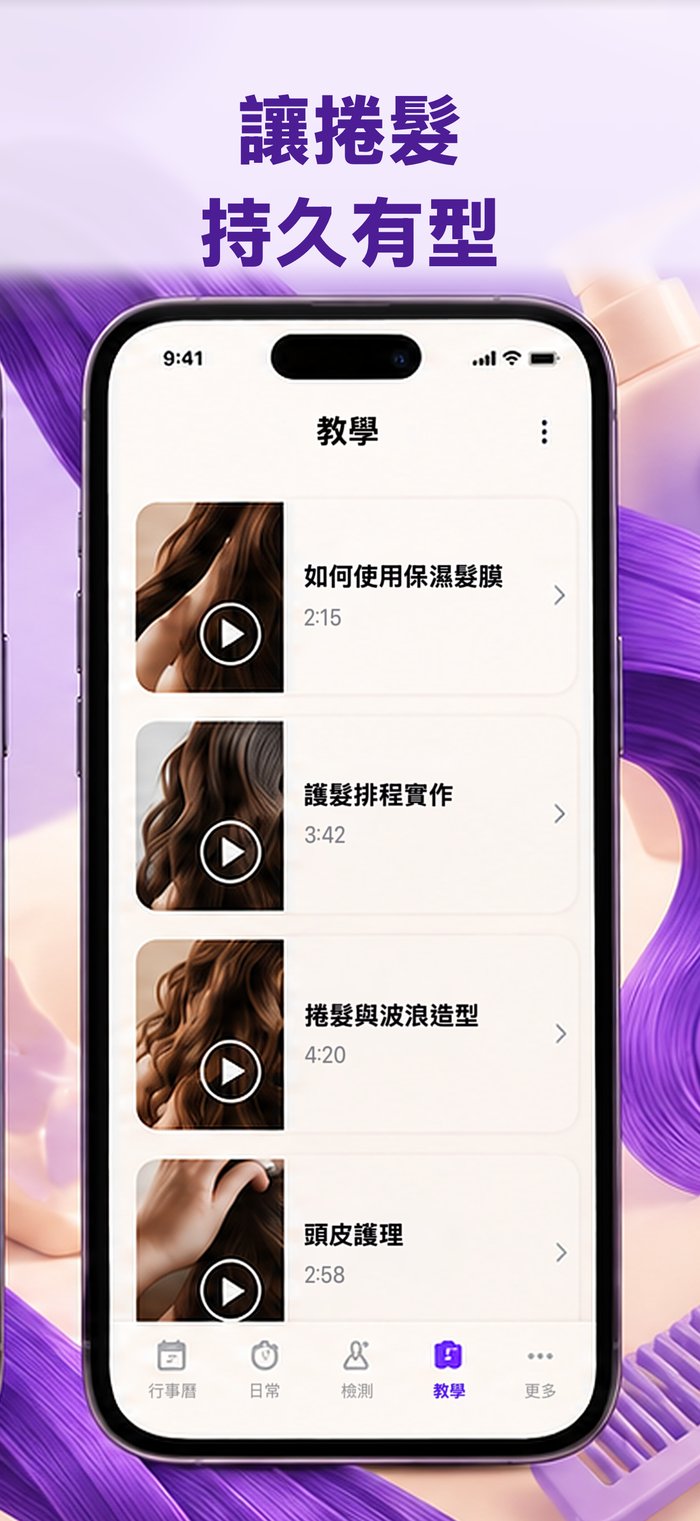 讓捲髮
持久有型
9:41
教學
如何使用保濕髮膜
2:15
護髮排程實作
3:42
捲髮與波浪造型
4:20
頭皮護理
2:58
行事曆
日常
檢測
教學
更多